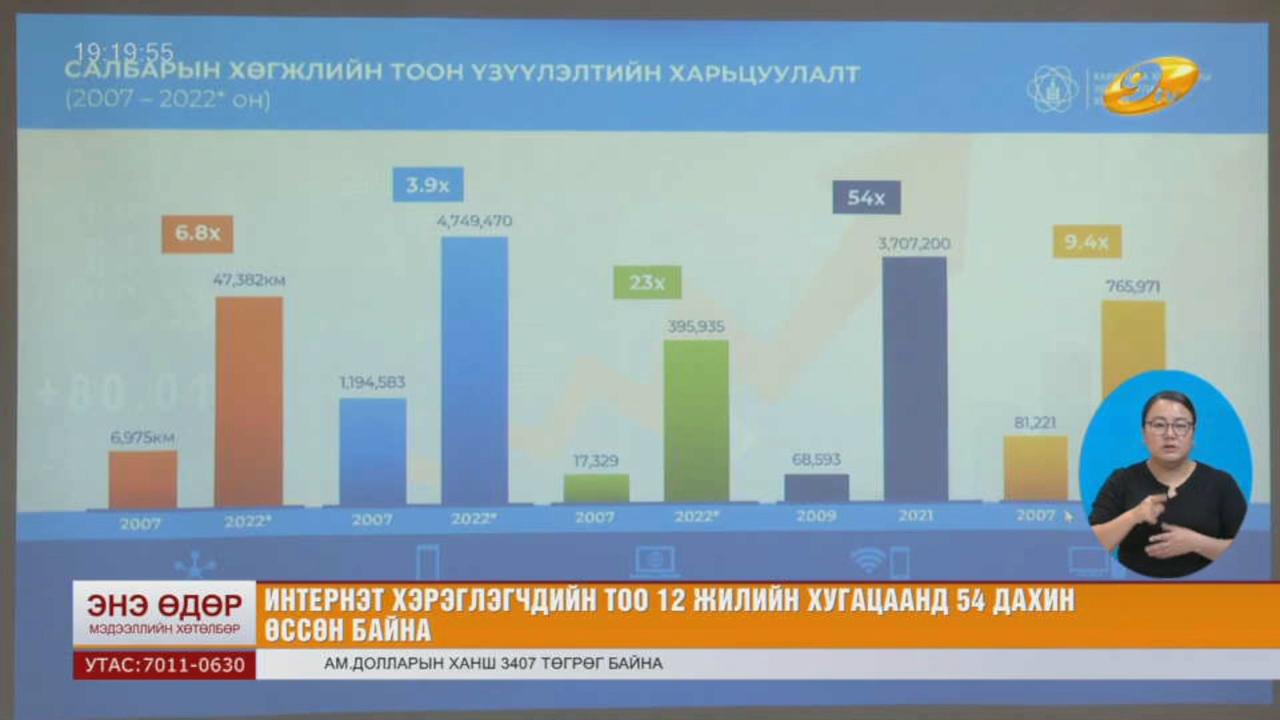 19:19:55
САЛБАРЫН ХӨГЖЛИЙН ТООН ҮЗҮҮЛЭЛТИЙН ХАРЬЦУУЛАЛТ
(2007 – 2022* он)
6.8x
3.9x
23x
54x
9.4x
6,975км
47,382км
1,194,583
4,749,470
17,329
395,935
68,593
3,707,200
81,221
765,971
2007
2022*
2007
2022*
2007
2022*
2009
2021
2007
ЭНЭ ӨДӨР
МЭДЭЭЛЛИЙН ХӨТӨЛБӨР
ИНТЕРНЭТ ХЭРЭГЛЭГЧДИЙН ТОО 12 ЖИЛИЙН ХУГАЦААНД 54 ДАХИН
ӨССӨН БАЙНА
УТАС:7011-0630
АМ.ДОЛЛАРЫН ХАНШ 3407 ТӨГРӨГ БАЙНА